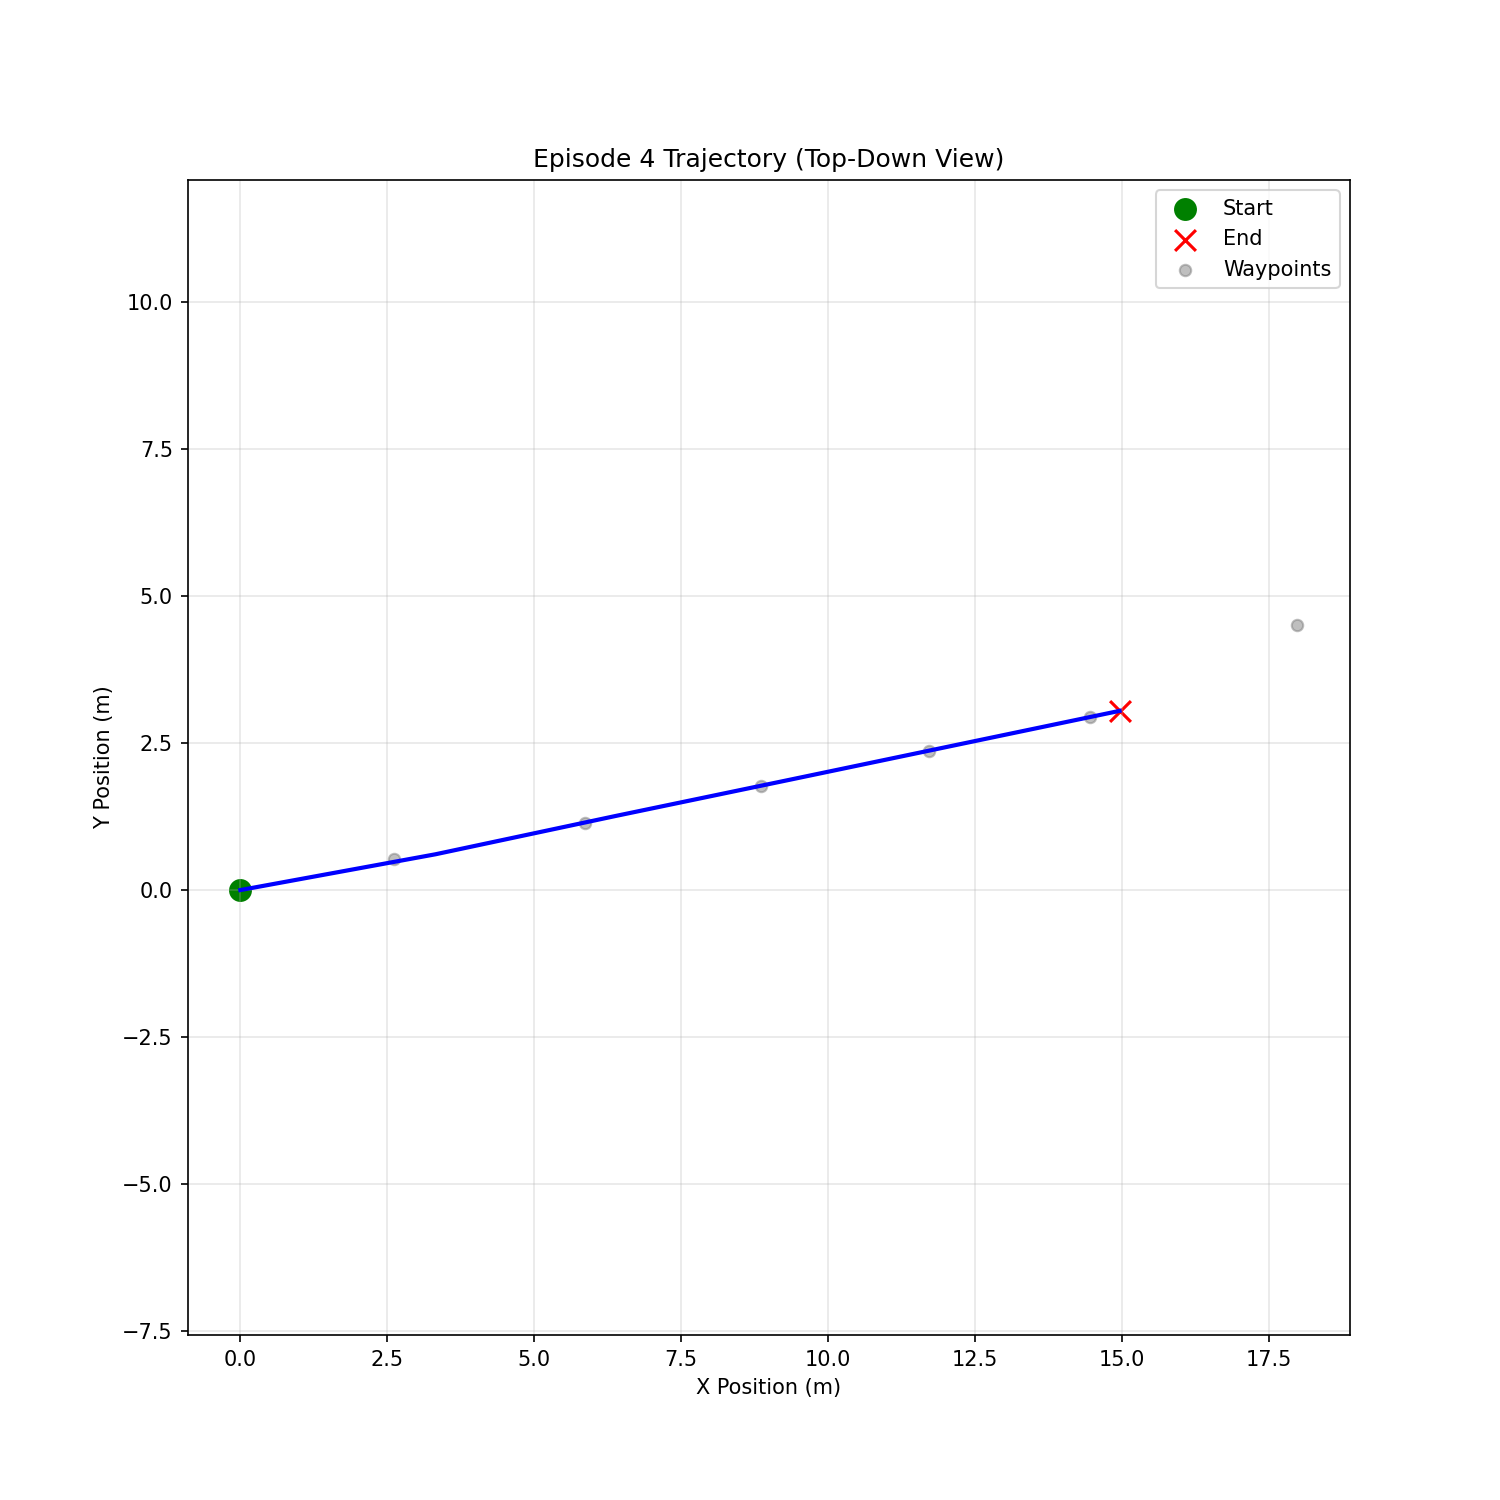 Episode 4 Trajectory (Top-Down View)
Start
End
Waypoints
10.0
7.5
5.0
2.5
0.0
−2.5
−5.0
−7.5
Y Position (m)
0.0 2.5 5.0 7.5 10.0 12.5 15.0 17.5
X Position (m)